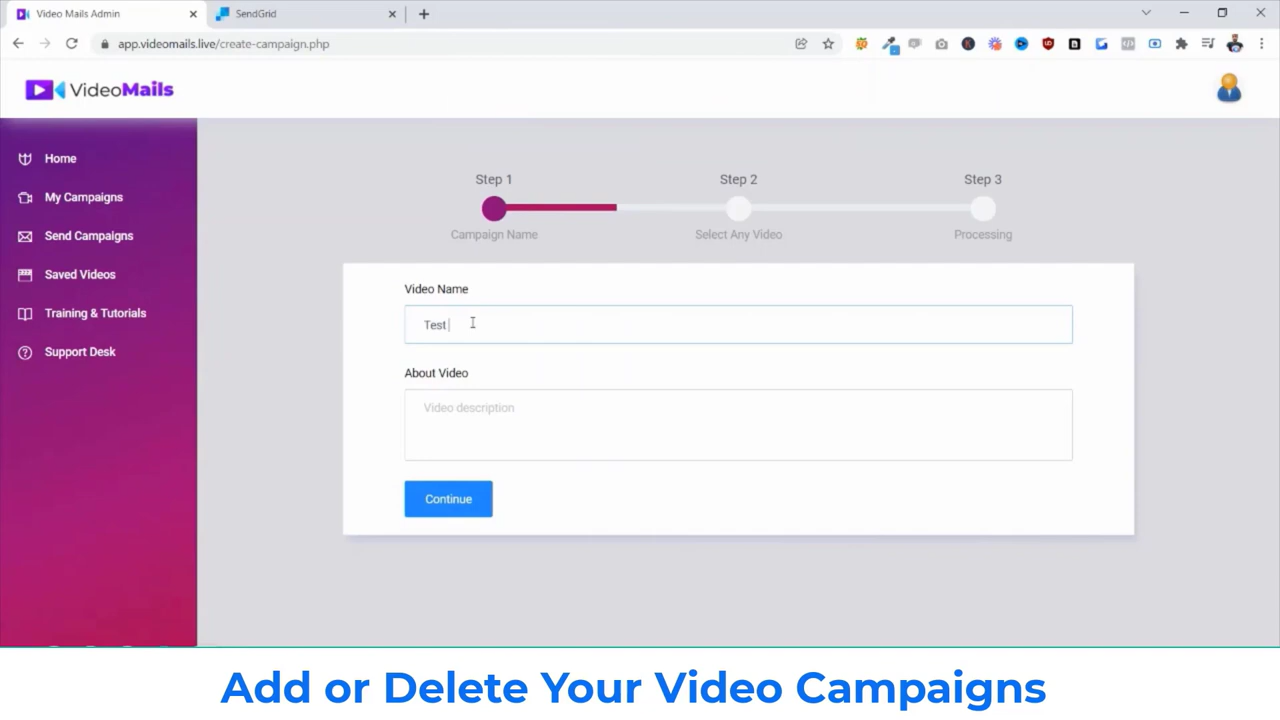 Video Mails Admin
SendGrid
app.videomails.live/create-campaign.php
VideoMails
Home
My Campaigns
Send Campaigns
Saved Videos
Training & Tutorials
Support Desk
Step 1
Step 2
Step 3
Campaign Name
Select Any Video
Processing
Video Name
Test
About Video
Video description
Continue
Add or Delete Your Video Campaigns